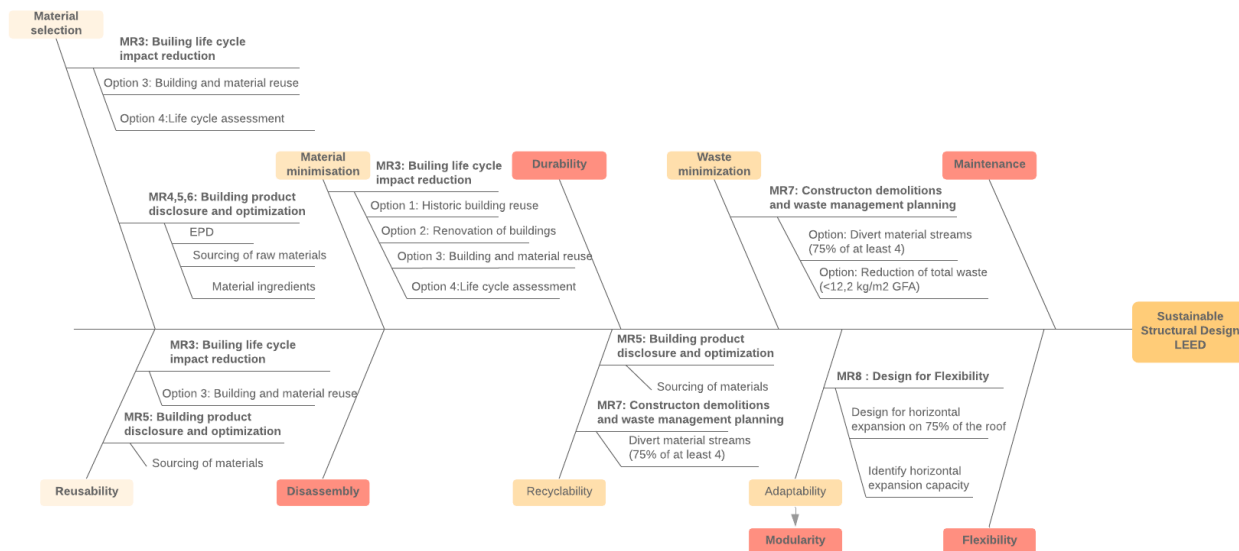 Material
selection
MR3: Builing life cycle
impact reduction
Option 3: Building and material reuse
Option 4:Life cycle assessment
MR4,5,6: Building product
disclosure and optimization
EPD
Sourcing of raw materials
Material ingredients
Material
minimisation
MR3: Builing life cycle
impact reduction
Option 1: Historic building reuse
Option 2: Renovation of buildings
Option 3: Building and material reuse
Option 4:Life cycle assessment
Durability
Waste
minimization
MR7: Constructon demolitions
and waste management planning
Option: Divert material streams
(75% of at least 4)
Option: Reduction of total waste
(<12,2 kg/m2 GFA)
Maintenance
Sustainable
Structural Design
LEED
MR3: Builing life cycle
impact reduction
Option 3: Building and material reuse
MR5: Building product
disclosure and optimization
Sourcing of materials
Reusability
Disassembly
MR5: Building product
disclosure and optimization
Sourcing of materials
MR7: Constructon demolitions
and waste management planning
Divert material streams
(75% of at least 4)
Recyclability
MR8 : Design for Flexibility
Design for horizontal
expansion on 75% of the roof
Identify horizontal
expansion capacity
Adaptability
Modularity
Flexibility